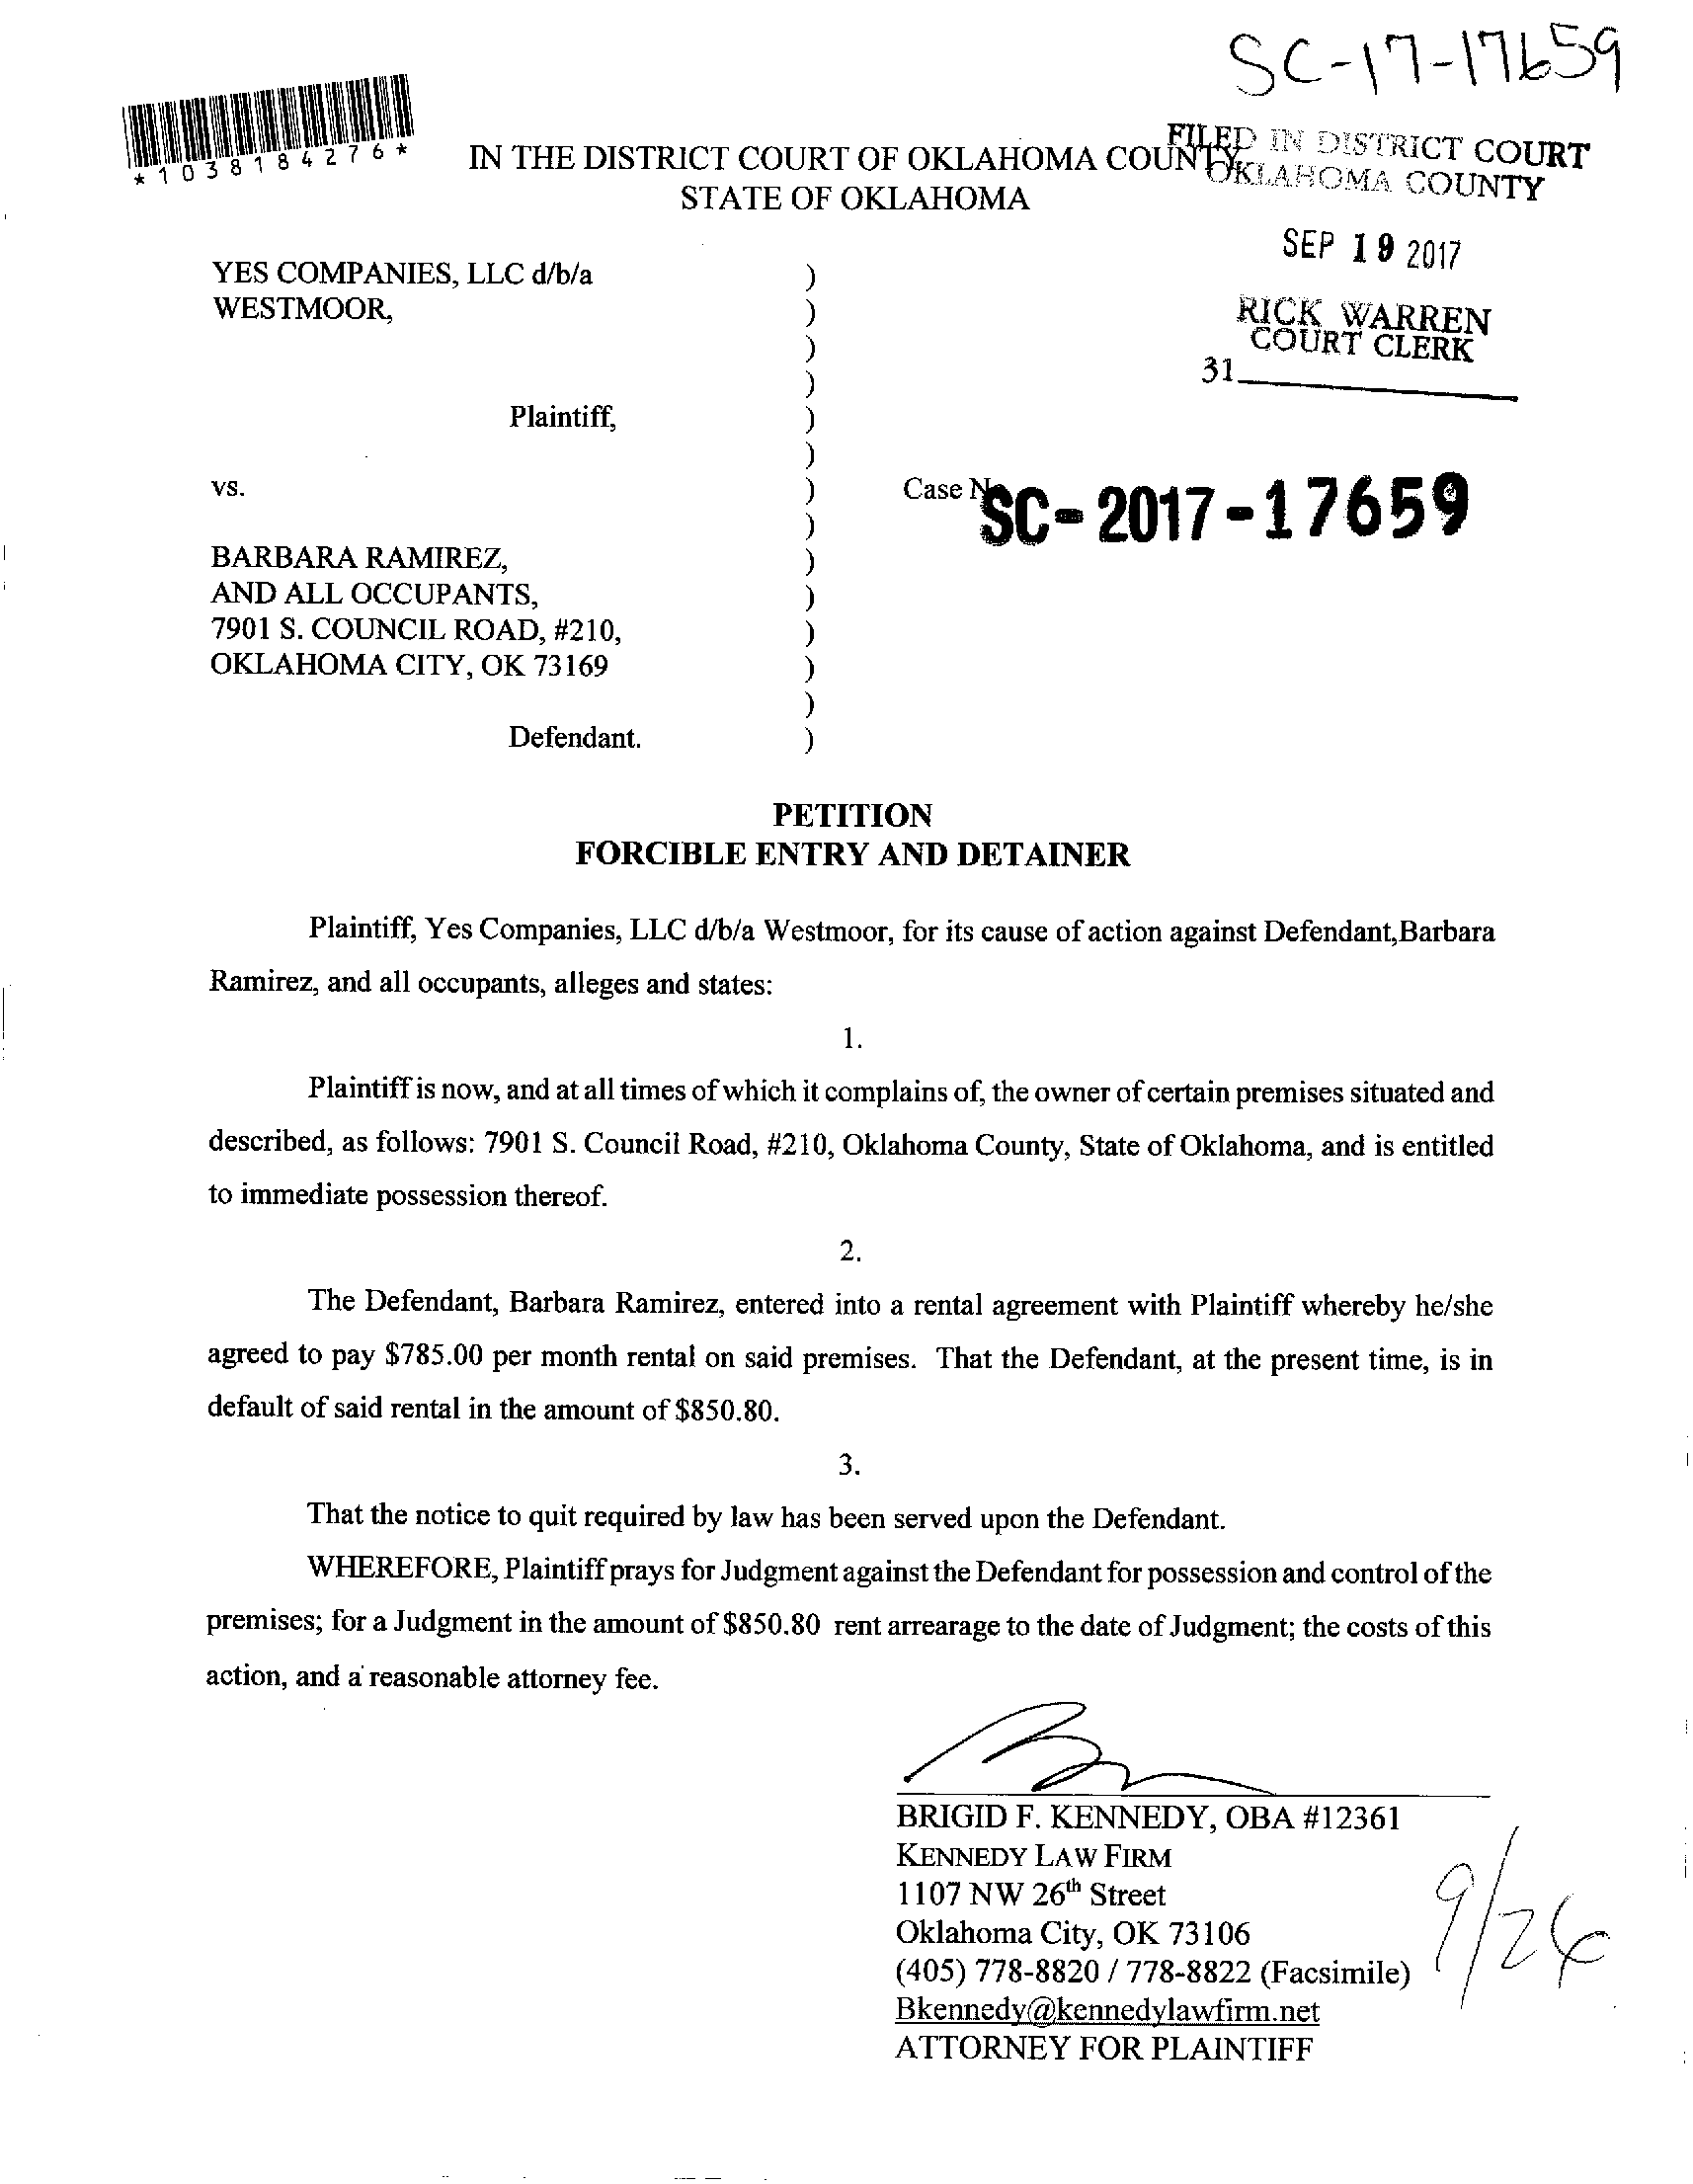 SC-17-17659
*1038184276*
IN THE DISTRICT COURT OF OKLAHOMA COUNTY
STATE OF OKLAHOMA
FILED IN DISTRICT COURT
OKLAHOMA COUNTY
SEP 19 2017
RICK WARREN
COURT CLERK
31
YES COMPANIES, LLC d/b/a
WESTMOOR,
Plaintiff,
vs.
Case No
SC-2017-17659
BARBARA RAMIREZ,
AND ALL OCCUPANTS,
7901 S. COUNCIL ROAD, #210,
OKLAHOMA CITY, OK 73169
Defendant.
PETITION
FORCIBLE ENTRY AND DETAINER
Plaintiff, Yes Companies, LLC d/b/a Westmoor, for its cause of action against Defendant,Barbara
Ramirez, and all occupants, alleges and states:
1.
Plaintiff is now, and at all times of which it complains of, the owner of certain premises situated and
described, as follows: 7901 S. Council Road, #210, Oklahoma County, State of Oklahoma, and is entitled
to immediate possession thereof.
2.
The Defendant, Barbara Ramirez, entered into a rental agreement with Plaintiff whereby he/she
agreed to pay $785.00 per month rental on said premises. That the Defendant, at the present time, is in
default of said rental in the amount of $850.80.
3.
That the notice to quit required by law has been served upon the Defendant.
WHEREFORE, Plaintiff prays for Judgment against the Defendant for possession and control of the
premises; for a Judgment in the amount of $850.80 rent arrearage to the date of Judgment; the costs of this
action, and a reasonable attorney fee.
BRIGID F. KENNEDY, OBA #12361
KENNEDY LAW FIRM
1107 NW 26th Street
Oklahoma City, OK 73106
(405) 778-8820 / 778-8822 (Facsimile)
Bkennedy@kennedylawfirm.net
ATTORNEY FOR PLAINTIFF
9/26